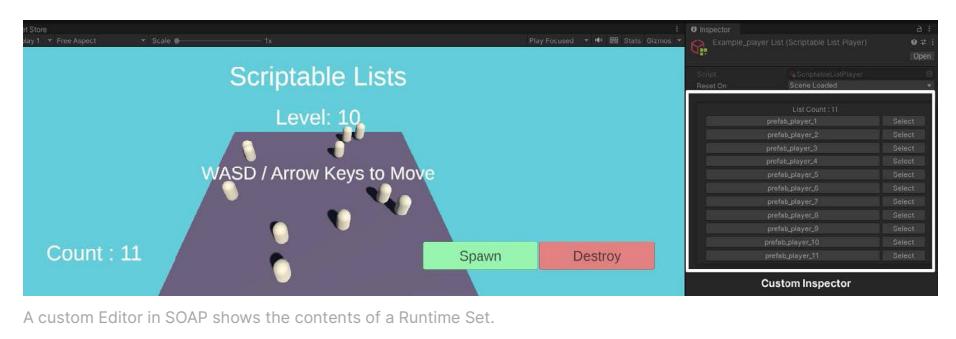 et Store
play 1 Free Aspect Scale 1x Play Focused Stats Gizmos
Scriptable Lists
Level: 10
WASD / Arrow Keys to Move
Count : 11
Spawn
Destroy
Inspector
Example_player List (Scriptable List Player)
Open
Script ScriptableListPlayer
Reset On Scene Loaded
List Count : 11
prefab_player_1 Select
prefab_player_2 Select
prefab_player_3 Select
prefab_player_4 Select
prefab_player_5 Select
prefab_player_6 Select
prefab_player_7 Select
prefab_player_8 Select
prefab_player_9 Select
prefab_player_10 Select
prefab_player_11 Select
Custom Inspector
A custom Editor in SOAP shows the contents of a Runtime Set.